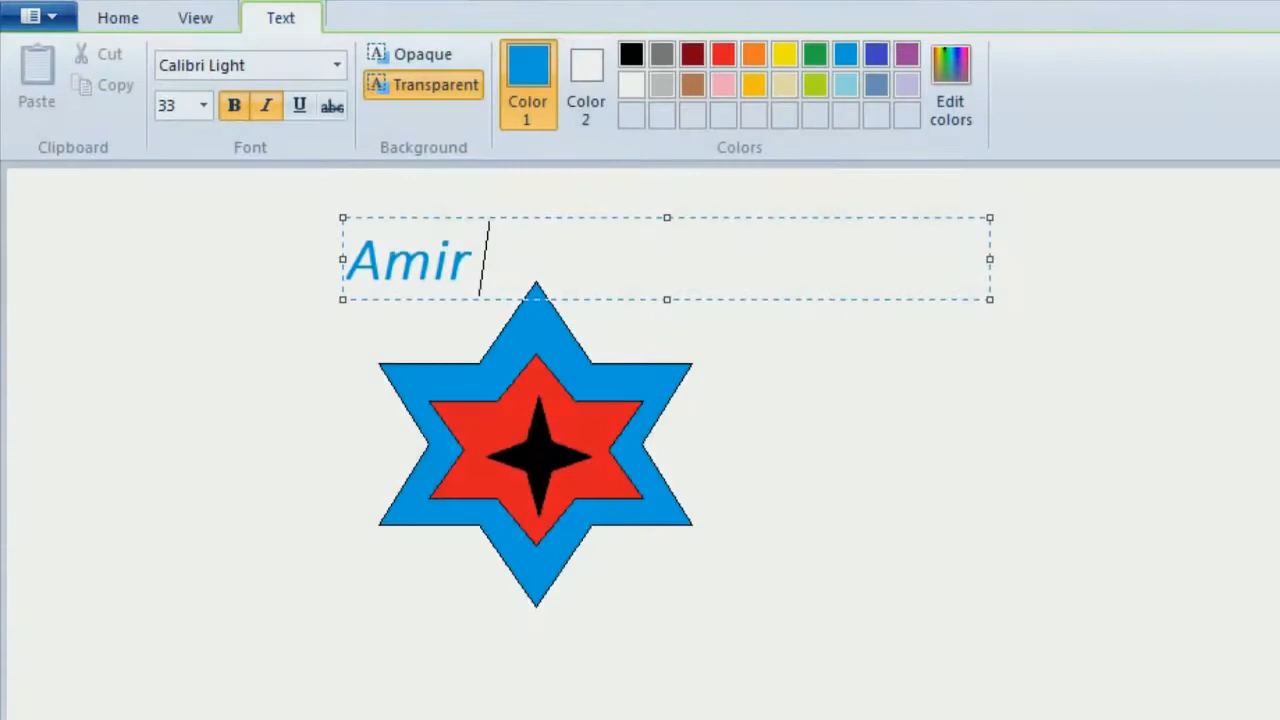 Home View Text
Paste
Cut
Copy
Clipboard
Calibri Light
33 B I U abc
Font
Opaque
Transparent
Background
Color 1
Color 2
Edit colors
Colors
Amir